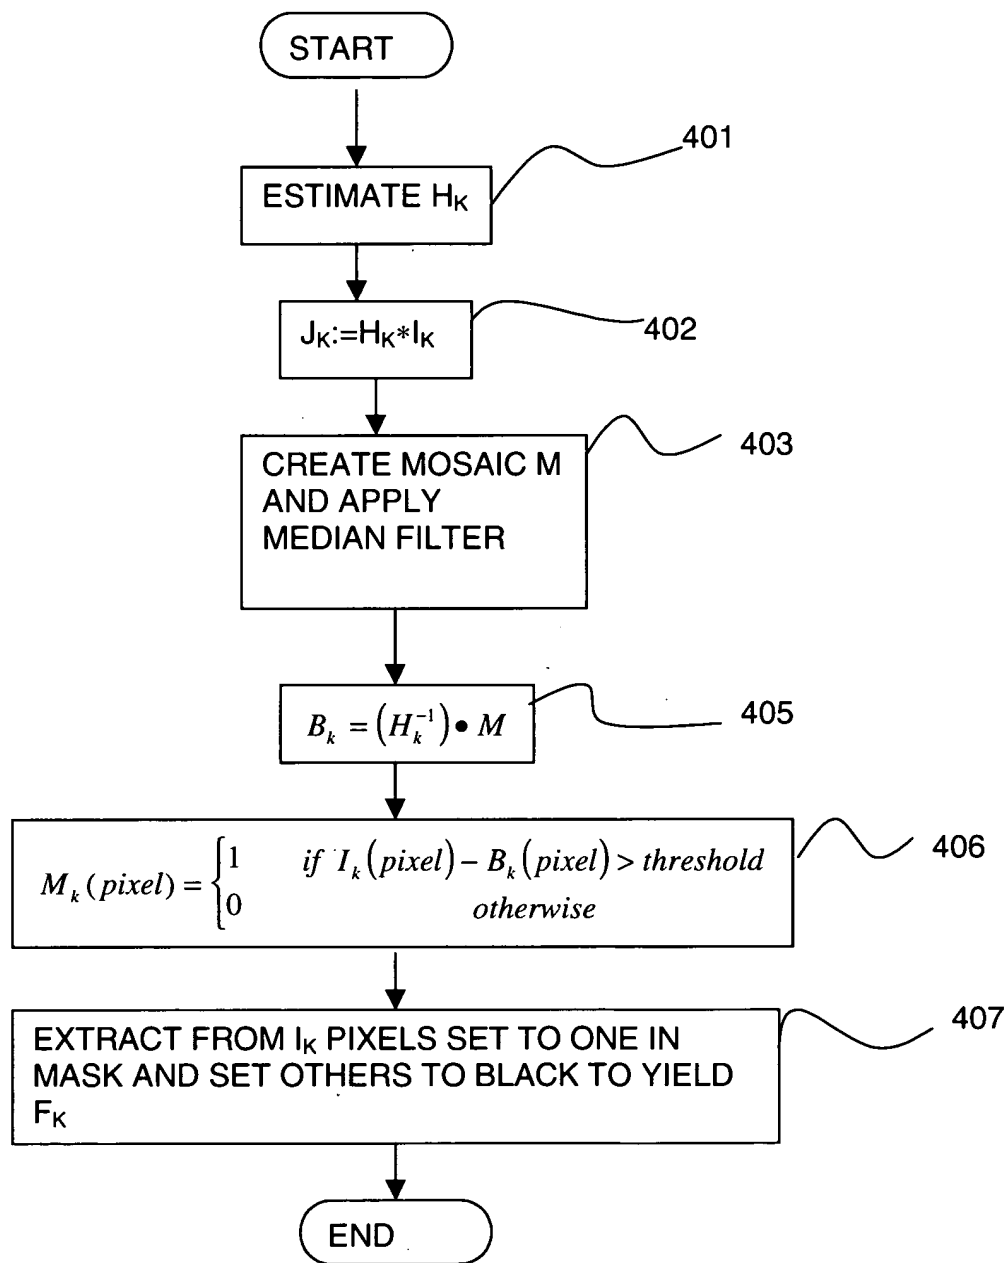 START
401
ESTIMATE H_K
402
J_K:=H_K*I_K
403
CREATE MOSAIC M
AND APPLY
MEDIAN FILTER
405
B_k = (H_k^{-1}) ● M
406
M_k(pixel) = { 1 if I_k(pixel) − B_k(pixel) > threshold
0 otherwise
407
EXTRACT FROM I_K PIXELS SET TO ONE IN
MASK AND SET OTHERS TO BLACK TO YIELD
F_K
END